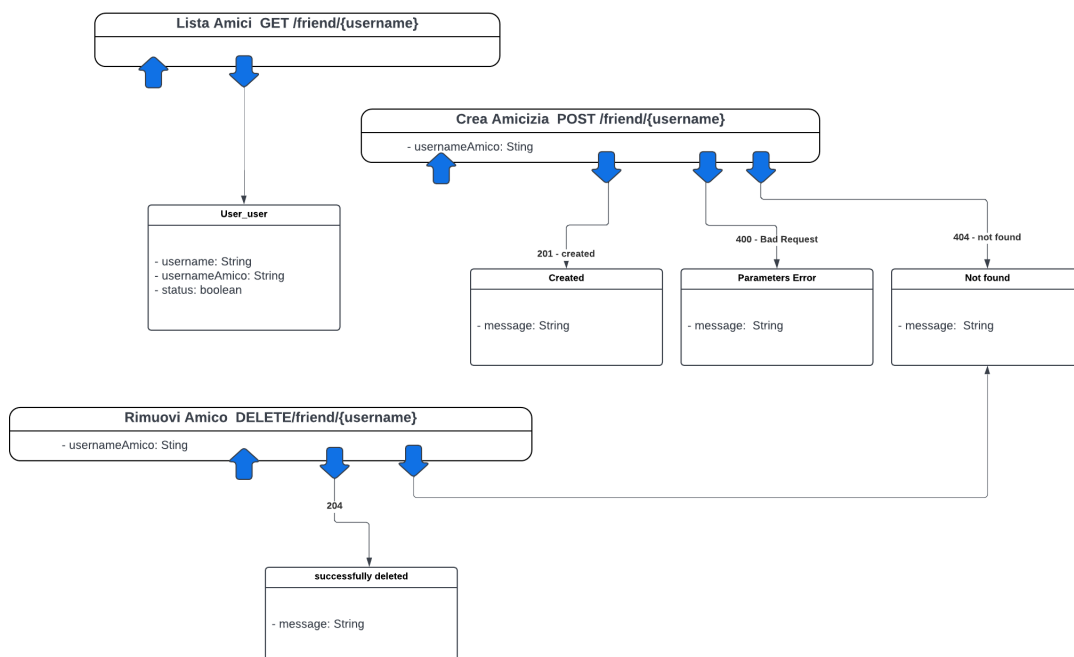 Lista Amici  GET /friend/{username}
Crea Amicizia  POST /friend/{username}
- usernameAmico: Sting
User_user
- username: String
- usernameAmico: String
- status: boolean
201 - created
400 - Bad Request
404 - not found
Created
- message: String
Parameters Error
- message:  String
Not found
- message:  String
Rimuovi Amico  DELETE/friend/{username}
- usernameAmico: Sting
204
successfully deleted
- message: String